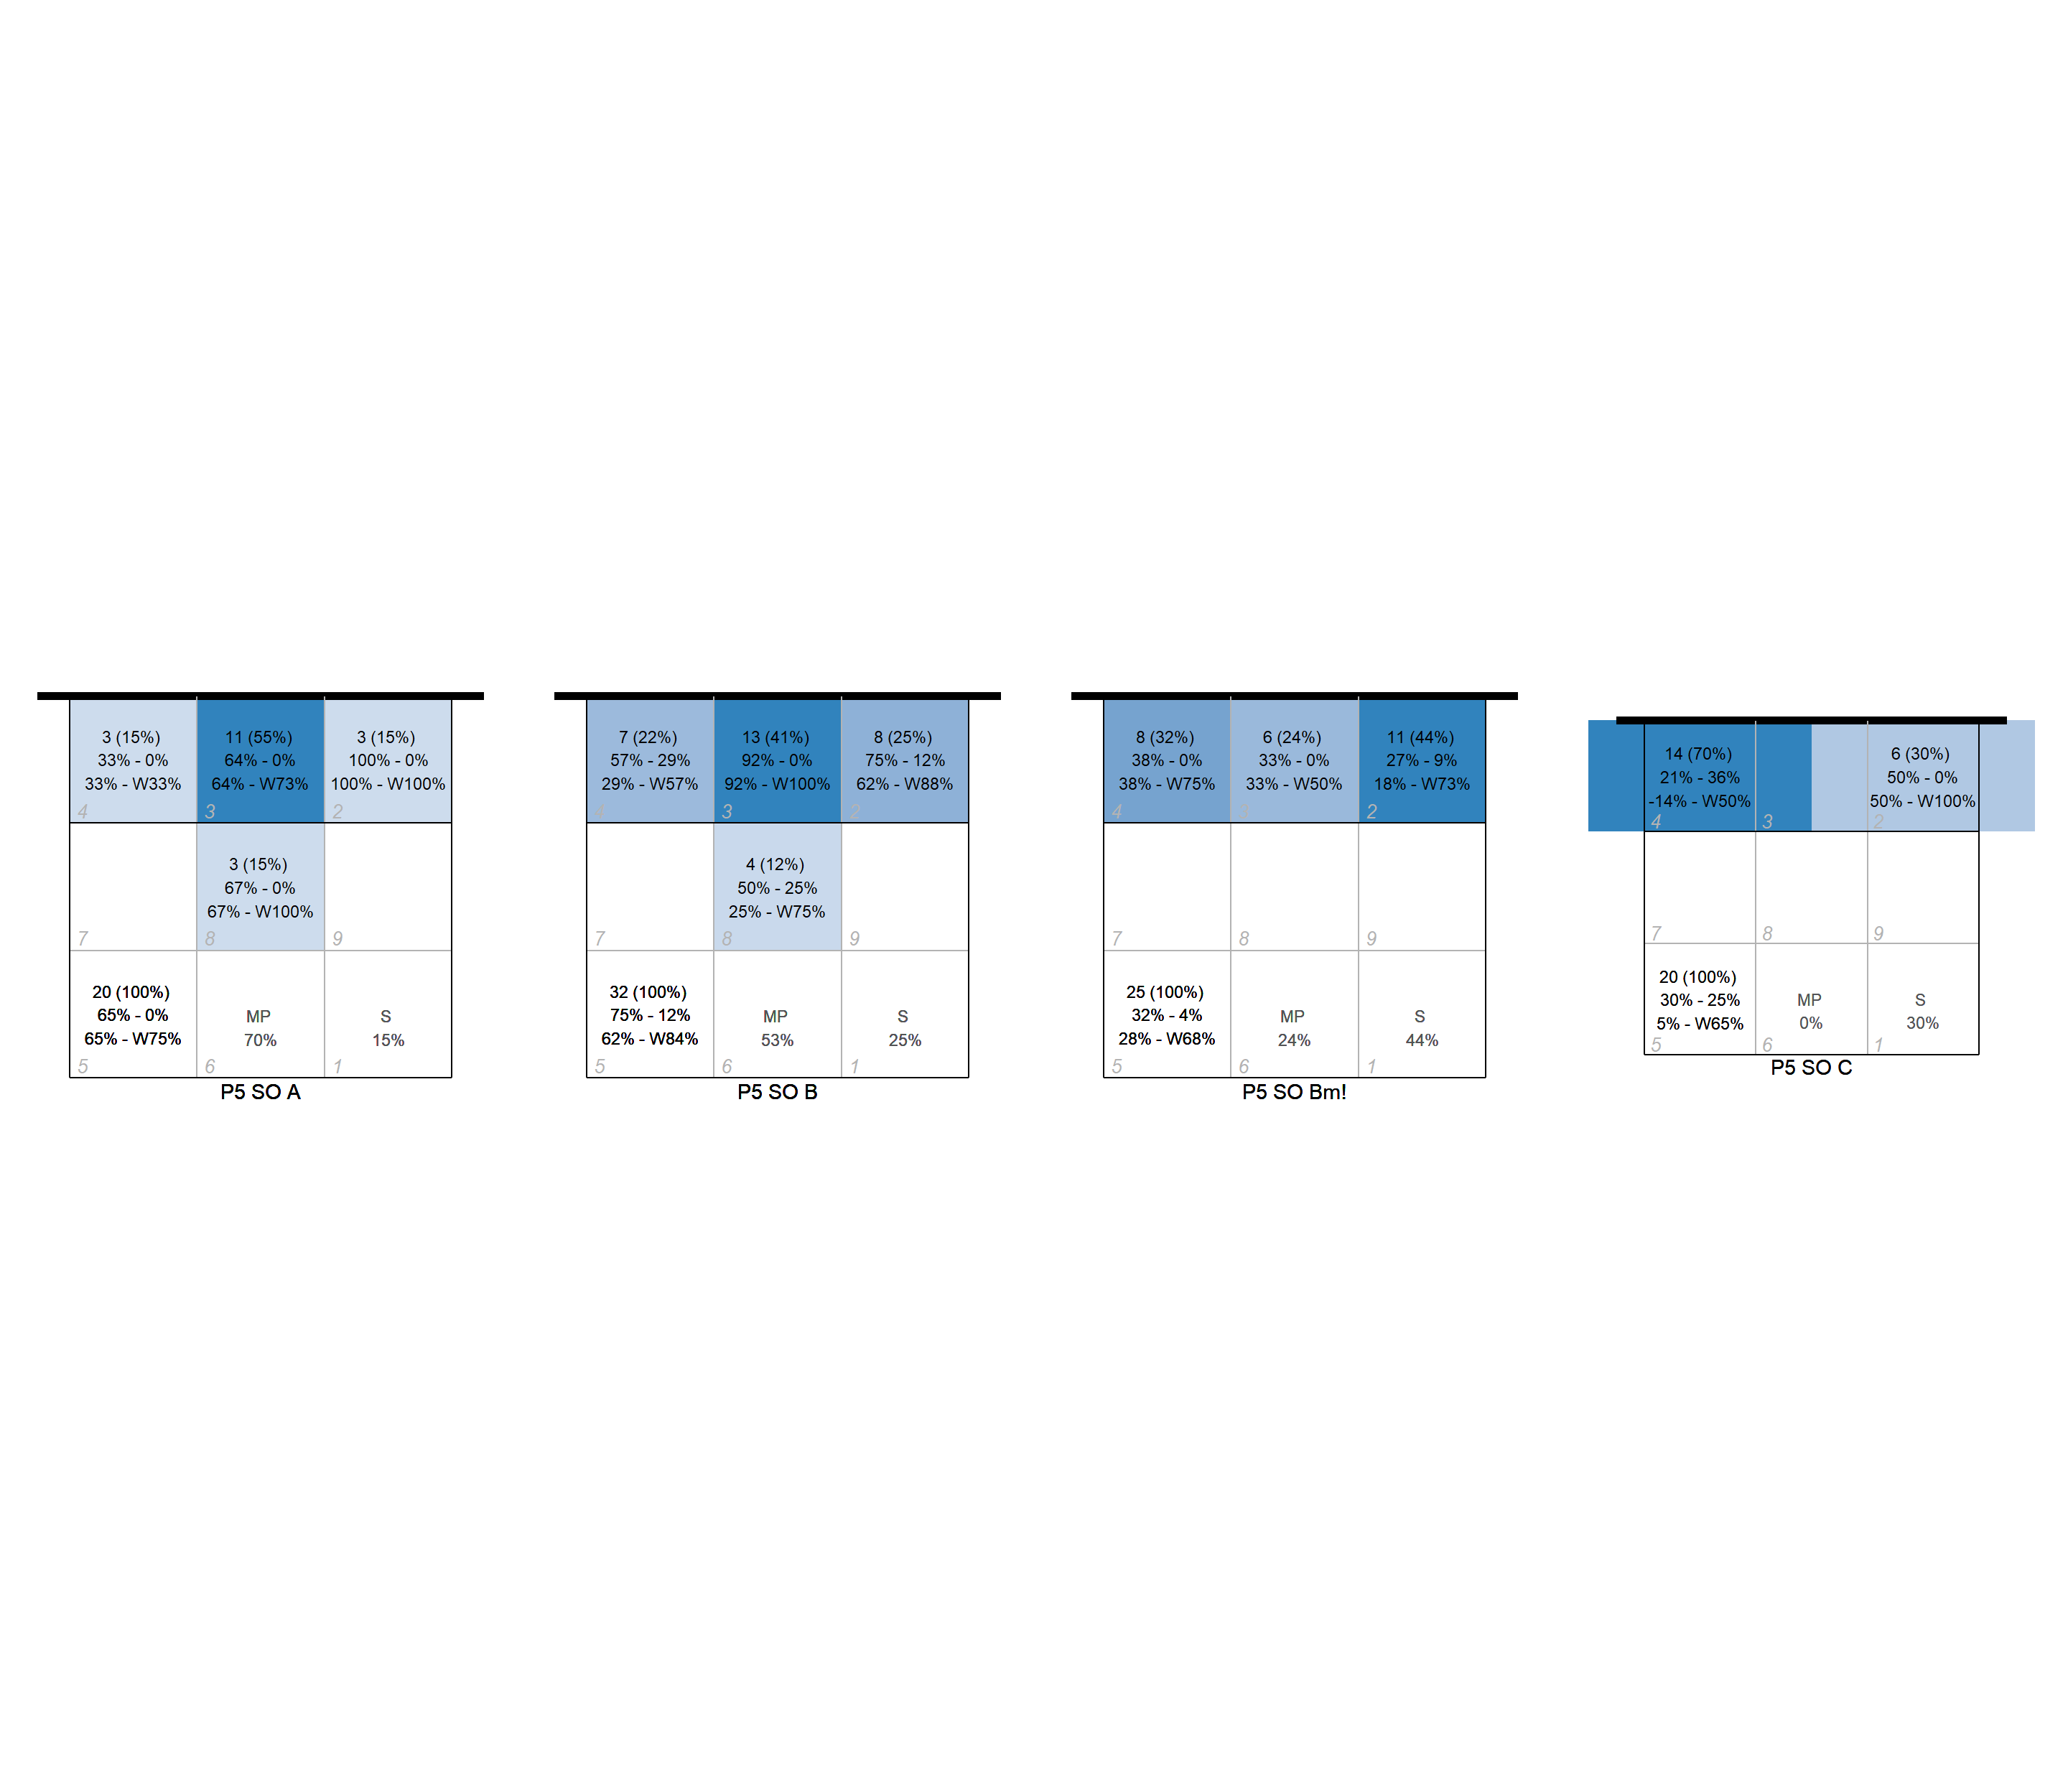 3 (15%)
33% - 0%
33% - W33%
4
11 (55%)
64% - 0%
64% - W73%
3
3 (15%)
100% - 0%
100% - W100%
2
7
3 (15%)
67% - 0%
67% - W100%
8
9
20 (100%)
65% - 0%
65% - W75%
5
MP
70%
6
S
15%
1
P5 SO A
7 (22%)
57% - 29%
29% - W57%
4
13 (41%)
92% - 0%
92% - W100%
3
8 (25%)
75% - 12%
62% - W88%
2
7
4 (12%)
50% - 25%
25% - W75%
8
9
32 (100%)
75% - 12%
62% - W84%
5
MP
53%
6
S
25%
1
P5 SO B
8 (32%)
38% - 0%
38% - W75%
4
6 (24%)
33% - 0%
33% - W50%
3
11 (44%)
27% - 9%
18% - W73%
2
7
8
9
25 (100%)
32% - 4%
28% - W68%
5
MP
24%
6
S
44%
1
P5 SO Bm!
14 (70%)
21% - 36%
-14% - W50%
4
3
6 (30%)
50% - 0%
50% - W100%
2
7
8
9
20 (100%)
30% - 25%
5% - W65%
5
MP
0%
6
S
30%
1
P5 SO C